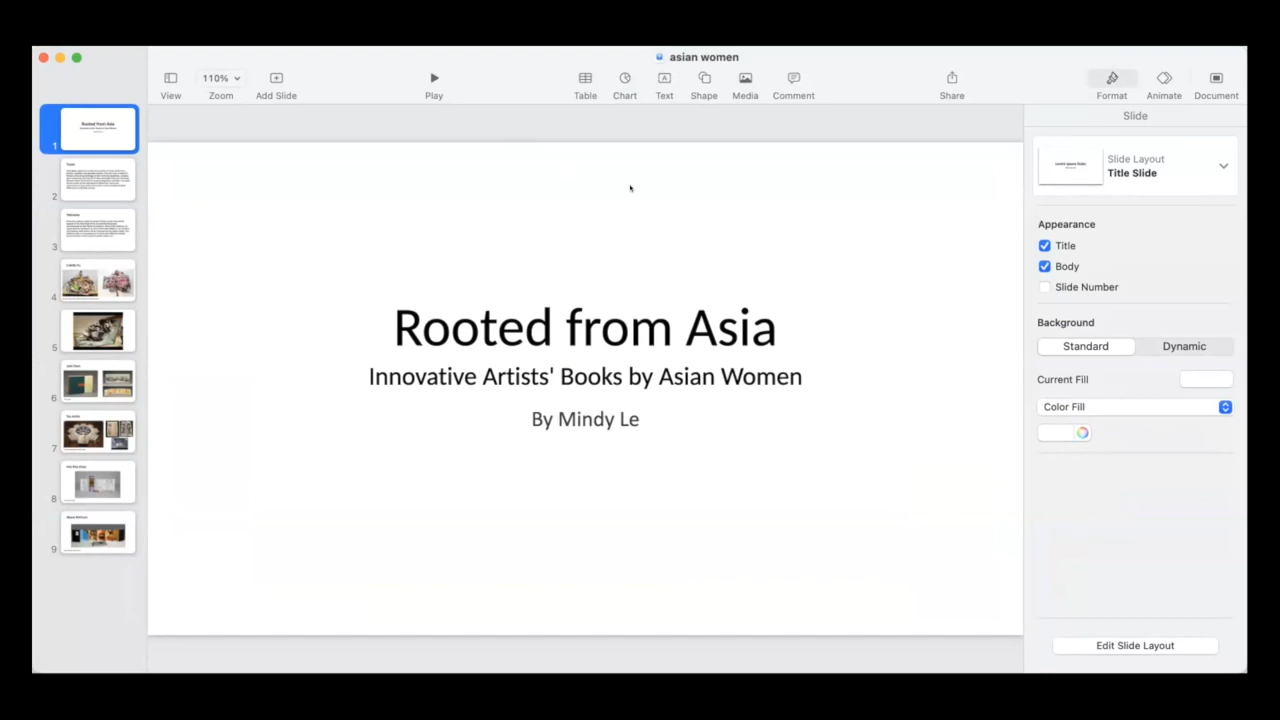 asian women
110%
View
Zoom
Add Slide
Play
Table
Chart
Text
Shape
Media
Comment
Share
Format
Animate
Document
Slide
Slide Layout
Title Slide
Appearance
Title
Body
Slide Number
Background
Standard
Dynamic
Current Fill
Color Fill
Edit Slide Layout
Rooted from Asia
1
2
3
4
5
6
7
8
9
Rooted from Asia
Innovative Artists' Books by Asian Women
By Mindy Le